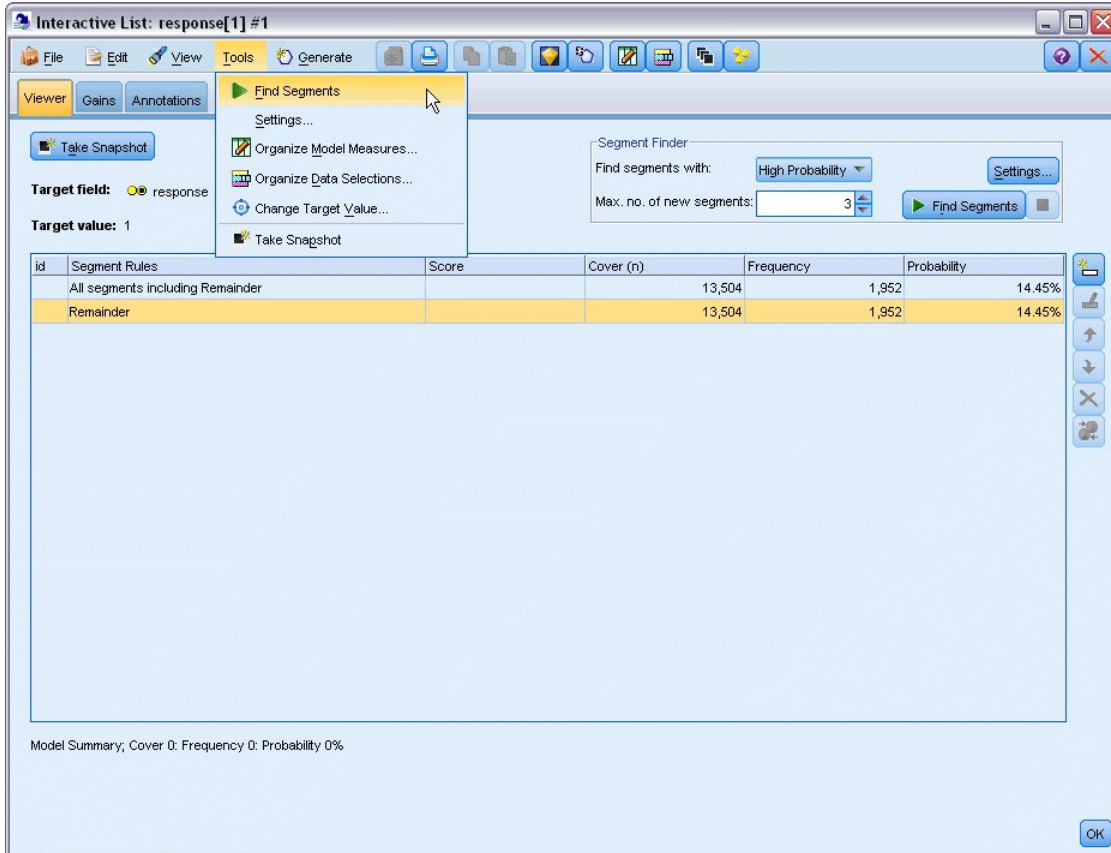 Interactive List: response[1] #1
File Edit View Tools Generate
Viewer Gains Annotations
Find Segments
Settings...
Organize Model Measures...
Organize Data Selections...
Change Target Value...
Take Snapshot
Take Snapshot
Target field: response
Target value: 1
Segment Finder
Find segments with: High Probability Settings...
Max. no. of new segments: 3 Find Segments
id Segment Rules Score Cover (n) Frequency Probability
All segments including Remainder 13,504 1,952 14.45%
Remainder 13,504 1,952 14.45%
Model Summary; Cover 0: Frequency 0: Probability 0%
OK